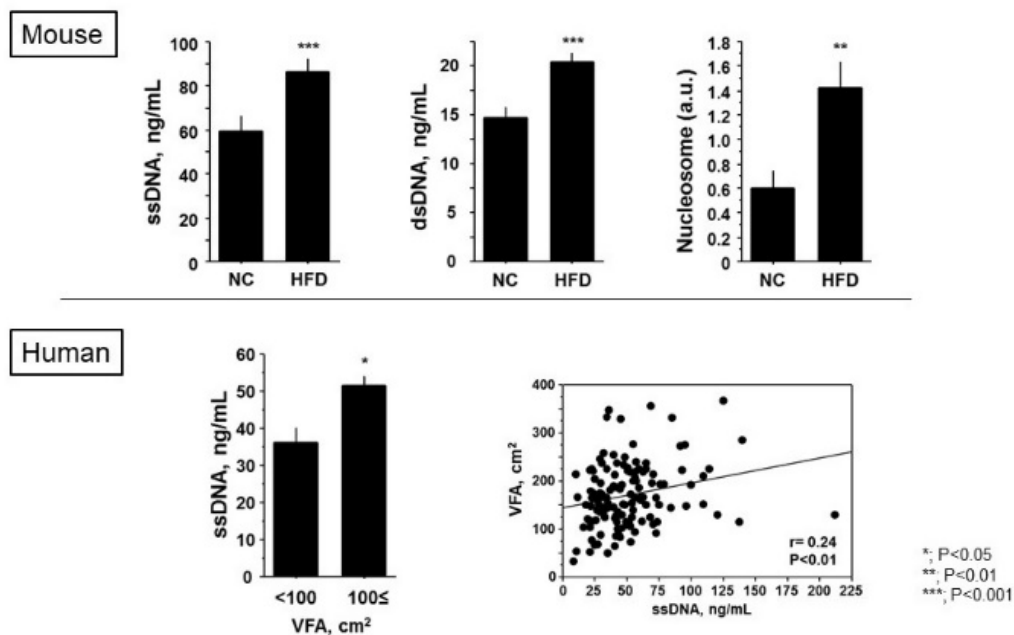 Mouse
ssDNA, ng/mL
100
80
60
40
20
0
***
NC HFD
dsDNA, ng/mL
20
15
10
5
0
***
NC HFD
Nucleosome (a.u.)
1.8
1.6
1.4
1.2
1.0
0.8
0.6
0.4
0.2
0
**
NC HFD
Human
ssDNA, ng/mL
60
50
40
30
20
10
0
*
<100 100≤
VFA, cm²
VFA, cm²
400
300
200
100
0
r= 0.24
P<0.01
0 25 50 75 100 125 150 175 200 225
ssDNA, ng/mL
*; P<0.05
**; P<0.01
***; P<0.001